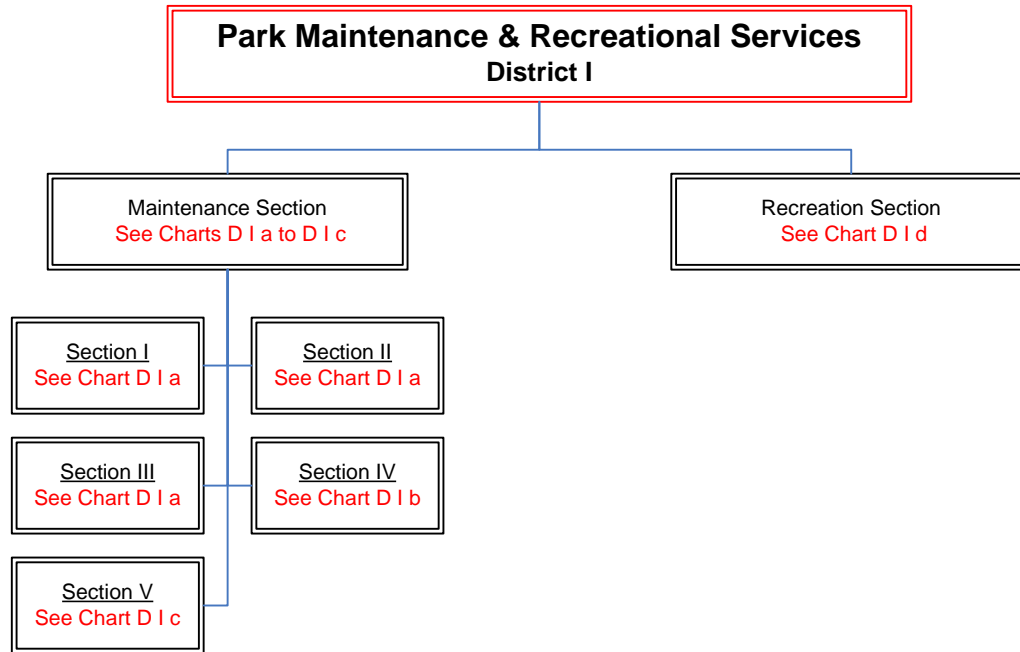 Park Maintenance & Recreational Services
District I
Maintenance Section
See Charts D I a to D I c
Recreation Section
See Chart D I d
Section I
See Chart D I a
Section II
See Chart D I a
Section III
See Chart D I a
Section IV
See Chart D I b
Section V
See Chart D I c